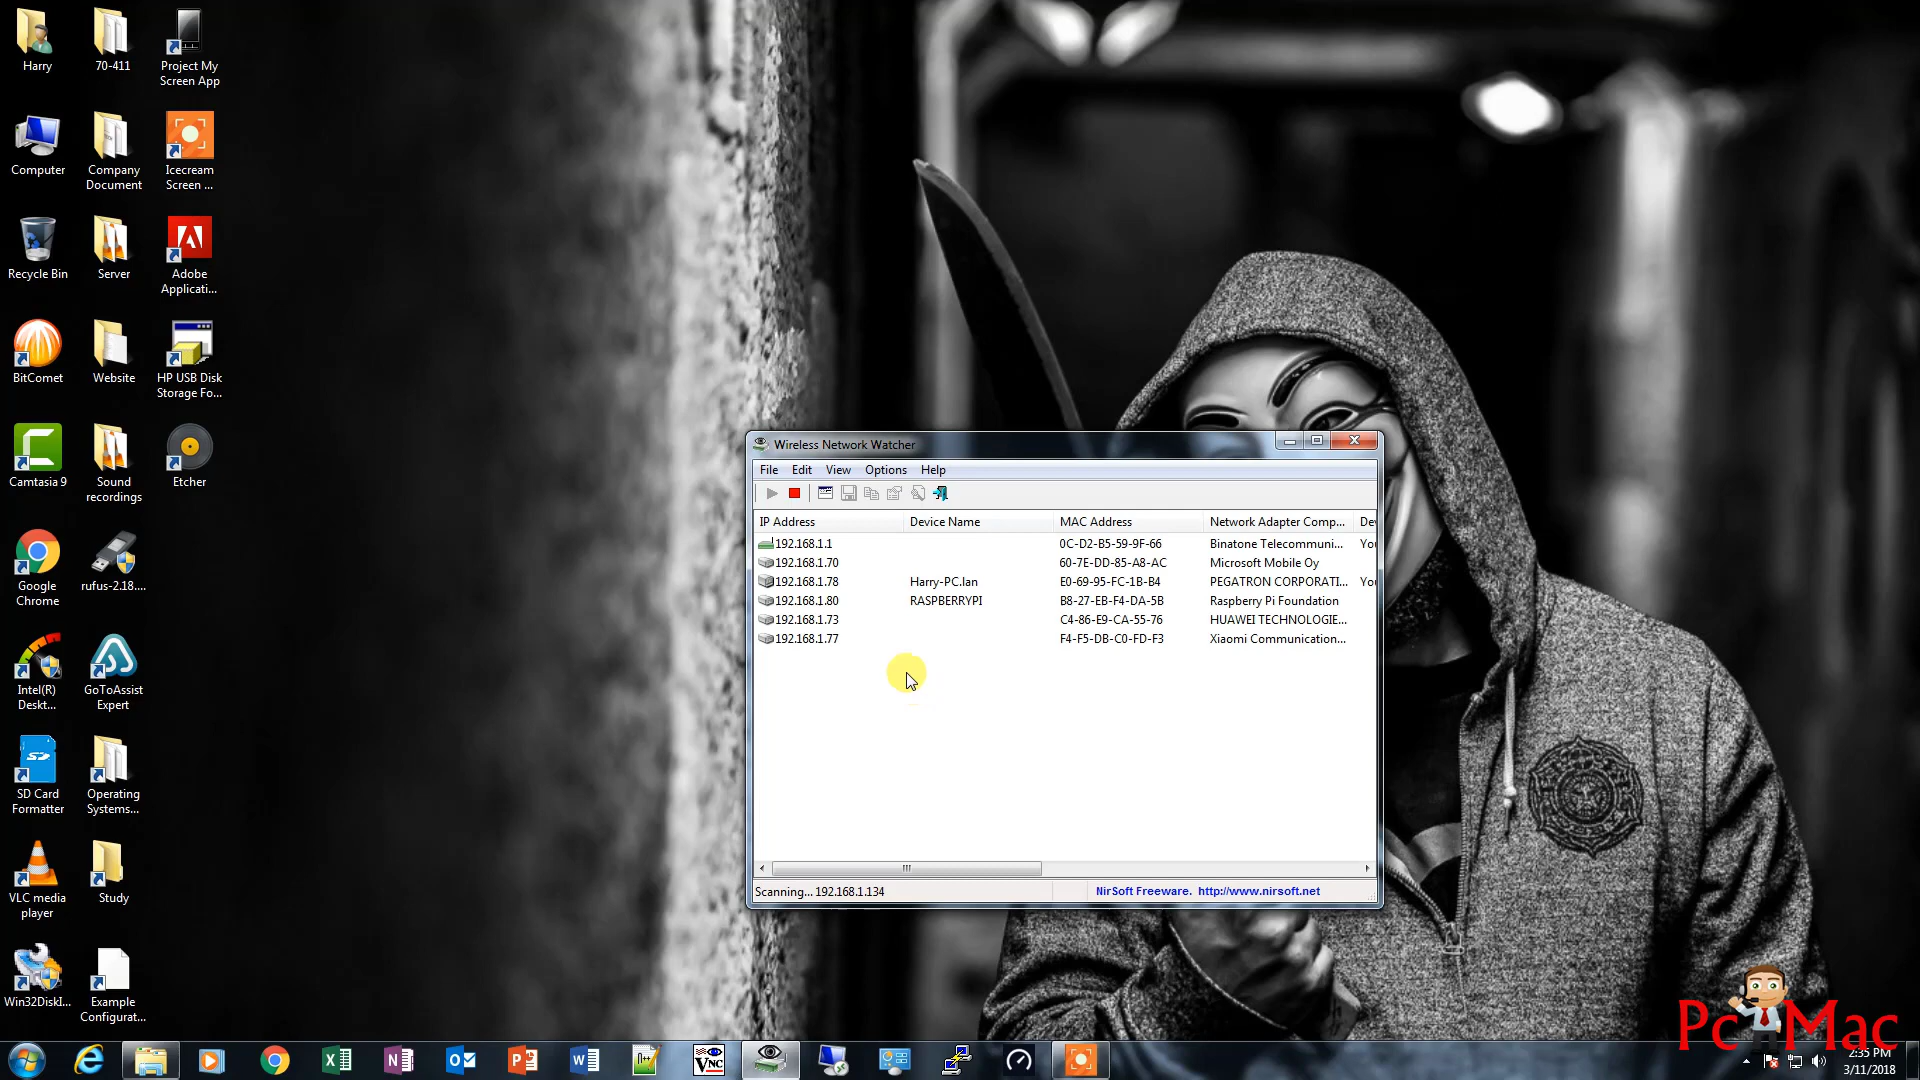 Harry
70-411
Project My
Screen App
Computer
Company
Document
Icecream
Screen ...
Recycle Bin
Server
Adobe
Applicati...
BitComet
Website
HP USB Disk
Storage Fo...
Camtasia 9
Sound
recordings
Etcher
Google
Chrome
rufus-2.18....
Intel(R)
Deskt...
GoToAssist
Expert
SD Card
Formatter
Operating
Systems...
VLC media
player
Study
Win32DiskI...
Example
Configurat...
Wireless Network Watcher
File Edit View Options Help
IP Address Device Name MAC Address Network Adapter Comp... Dev
192.168.1.1 0C-D2-B5-59-9F-66 Binatone Telecommuni... You
192.168.1.70 60-7E-DD-85-A8-AC Microsoft Mobile Oy
192.168.1.78 Harry-PC.lan E0-69-95-FC-1B-B4 PEGATRON CORPORATI... You
192.168.1.80 RASPBERRYPI B8-27-EB-F4-DA-5B Raspberry Pi Foundation
192.168.1.73 C4-86-E9-CA-55-76 HUAWEI TECHNOLOGIE...
192.168.1.77 F4-F5-DB-C0-FD-F3 Xiaomi Communication...
Scanning... 192.168.1.134 NirSoft Freeware. http://www.nirsoft.net
Pc Mac
VNC
2:35 PM
3/11/2018